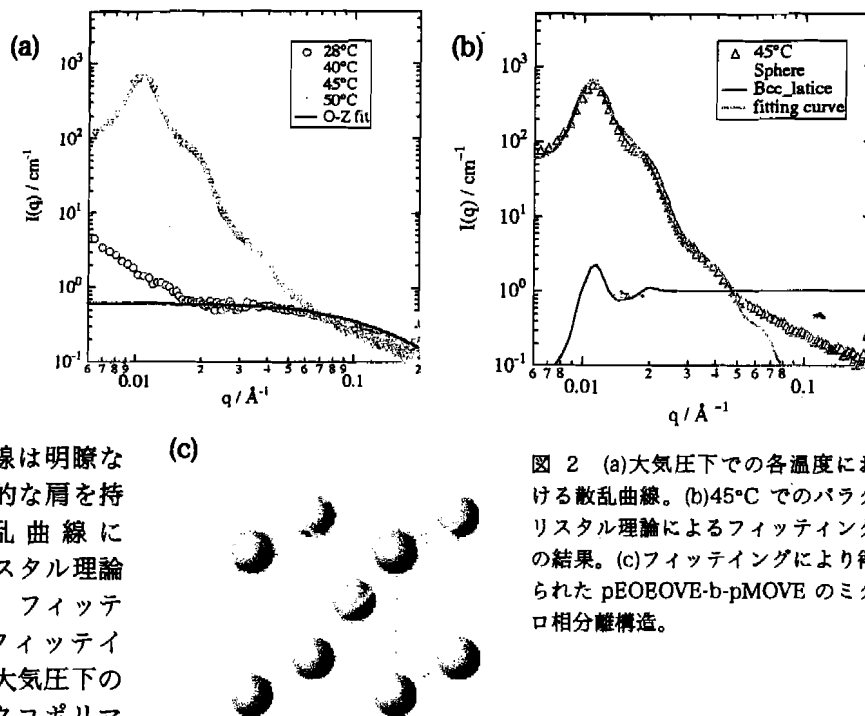 (a)
10³
10²
10¹
10⁰
10⁻¹
I(q) / cm⁻¹
28°C
40°C
45°C
50°C
O-Z fit
6 7 8 9 0.01 2 3 4 5 6 7 8 9 0.1 2
q / Å⁻¹
(b)
10³
10²
10¹
10⁰
10⁻¹
I(q) / cm⁻¹
45°C
Sphere
Bcc_latice
fitting curve
6 7 8 0.01 2 3 4 5 6 7 8 0.1
q / Å⁻¹
線は明瞭な
的な肩を持
乱曲線に
スタル理論
フィッテ
フィッテイ
大気圧下の
(c)
図 2 (a)大気圧下での各温度にお
ける散乱曲線。(b)45°C でのパラク
リスタル理論によるフィッティング
の結果。(c)フィッテイングにより得
られた pEOEOVE-b-pMOVE のミク
ロ相分離構造。